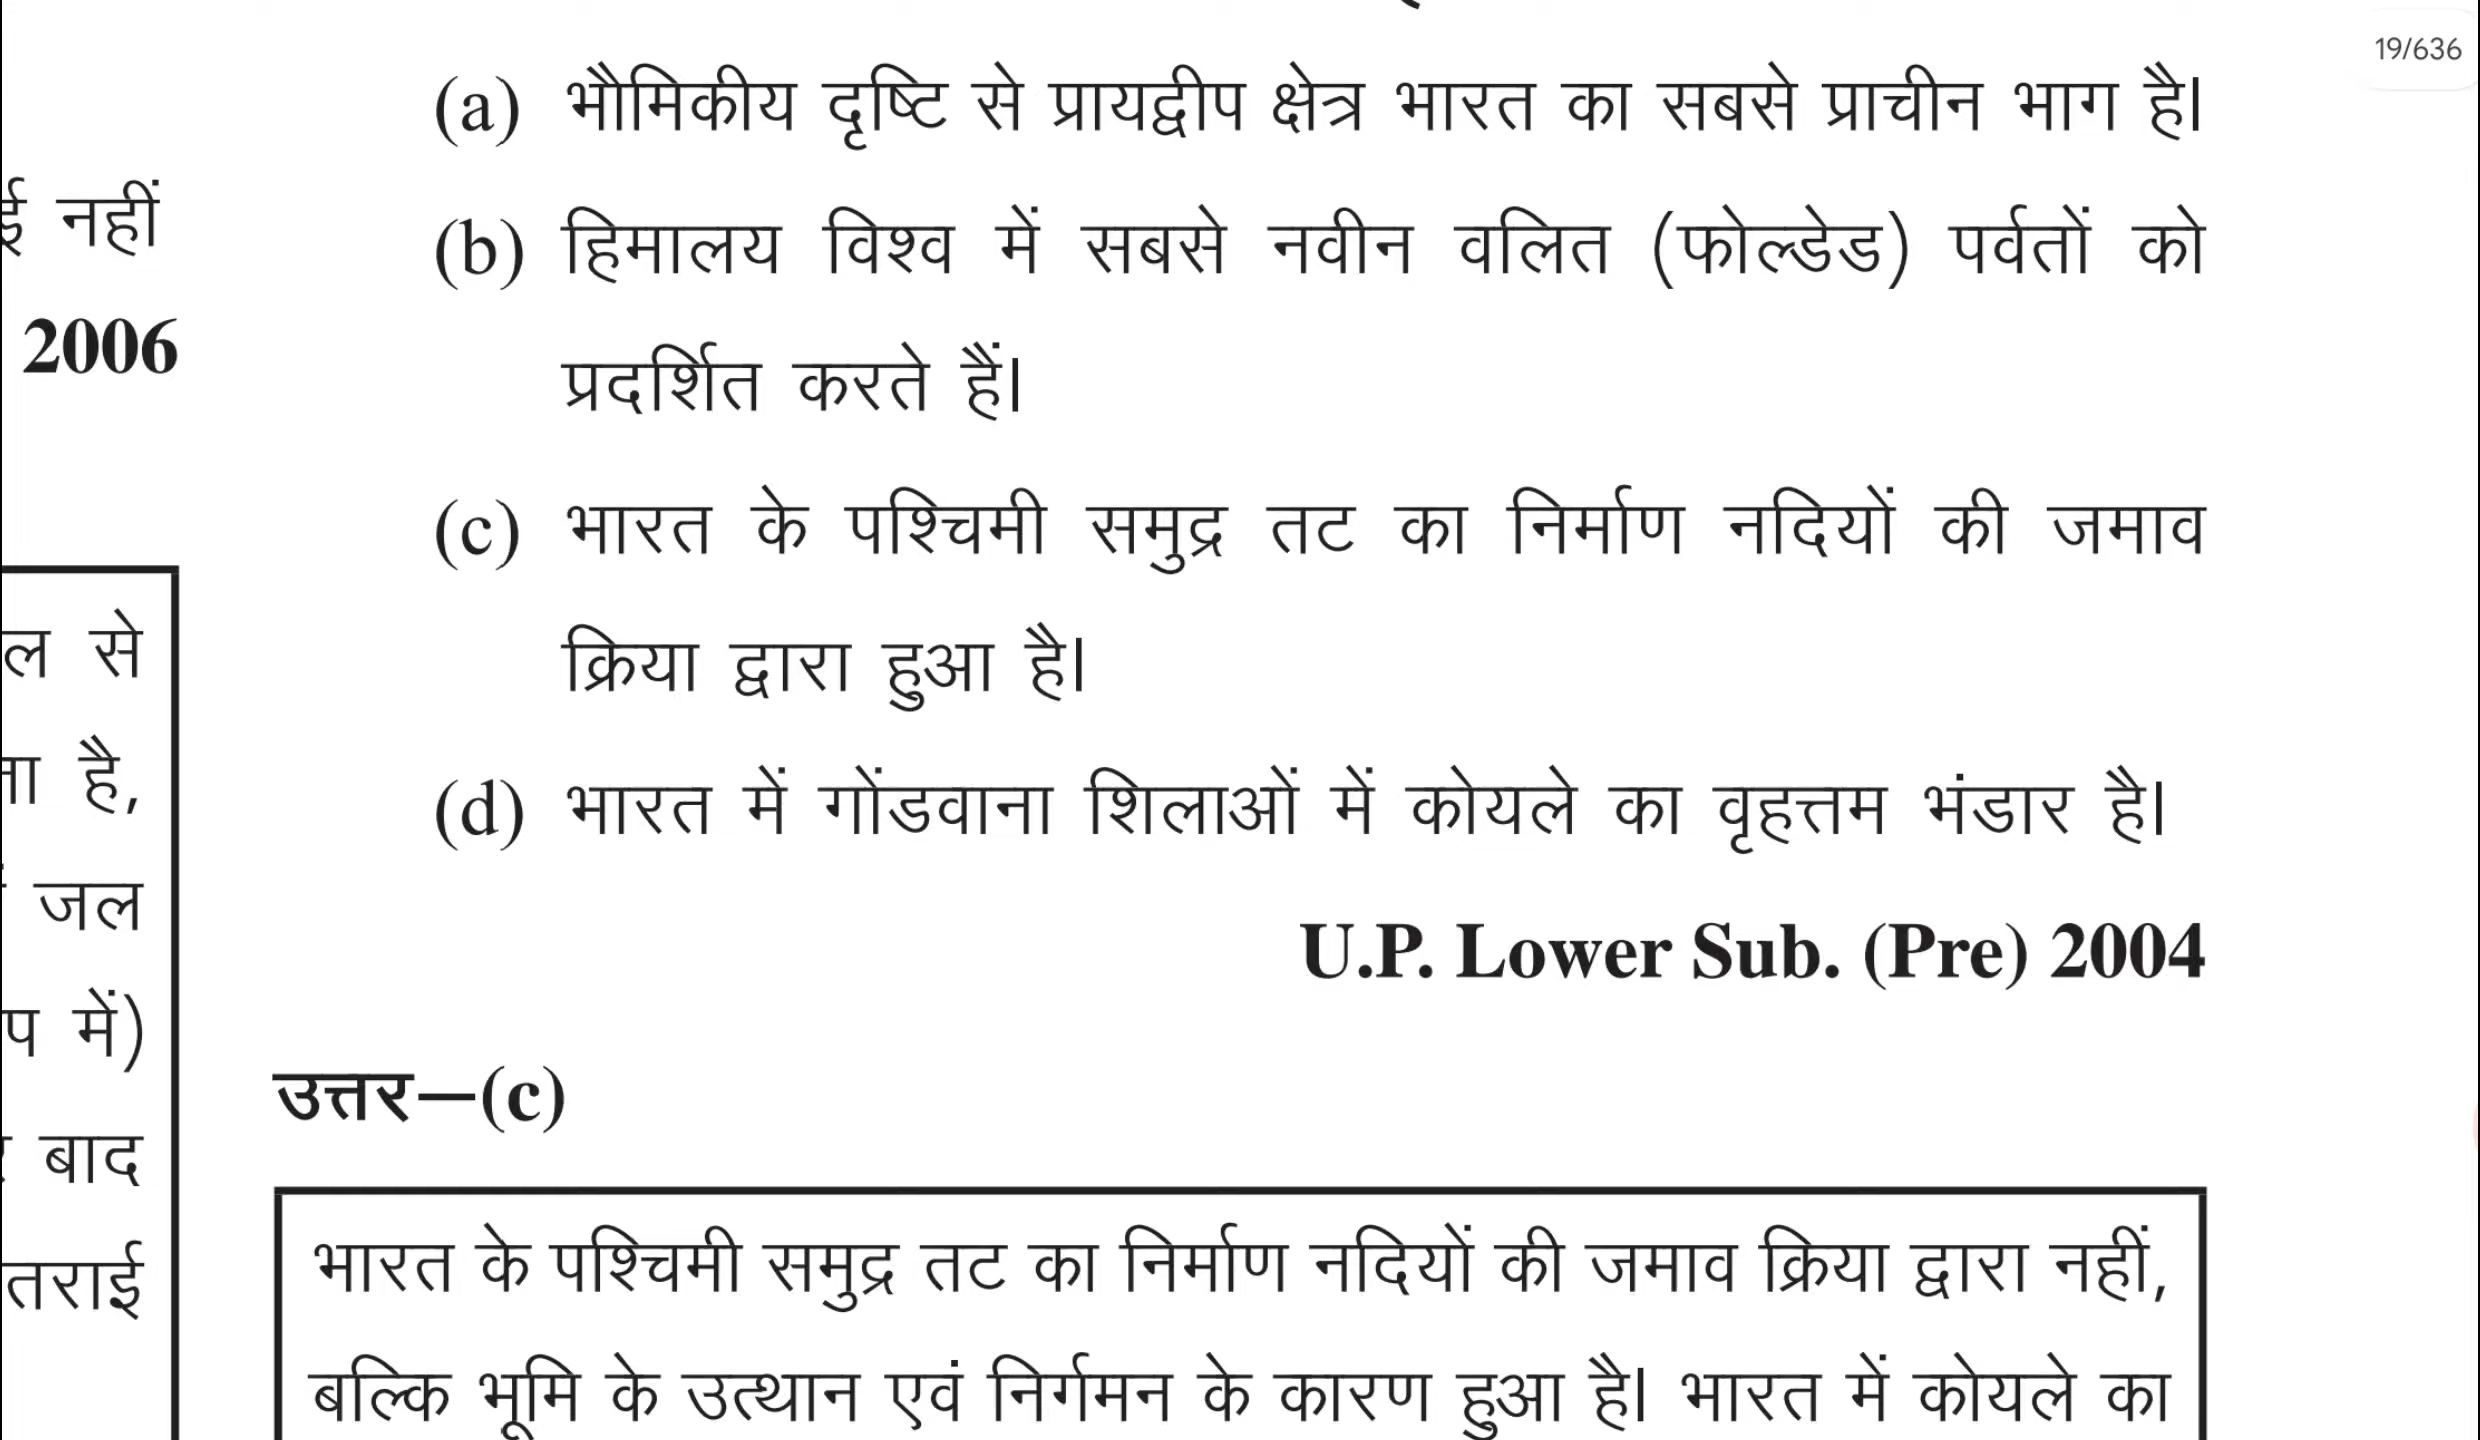 19/636
ई नहीं
2006
ल से
ना है,
जल
प में)
बाद
तराई
(a) भौमिकीय दृष्टि से प्रायद्वीप क्षेत्र भारत का सबसे प्राचीन भाग है।
(b) हिमालय विश्व में सबसे नवीन वलित (फोल्डेड) पर्वतों को
प्रदर्शित करते हैं।
(c) भारत के पश्चिमी समुद्र तट का निर्माण नदियों की जमाव
क्रिया द्वारा हुआ है।
(d) भारत में गोंडवाना शिलाओं में कोयले का वृहत्तम भंडार है।
U.P. Lower Sub. (Pre) 2004
उत्तर—(c)
भारत के पश्चिमी समुद्र तट का निर्माण नदियों की जमाव क्रिया द्वारा नहीं,
बल्कि भूमि के उत्थान एवं निर्गमन के कारण हुआ है। भारत में कोयले का